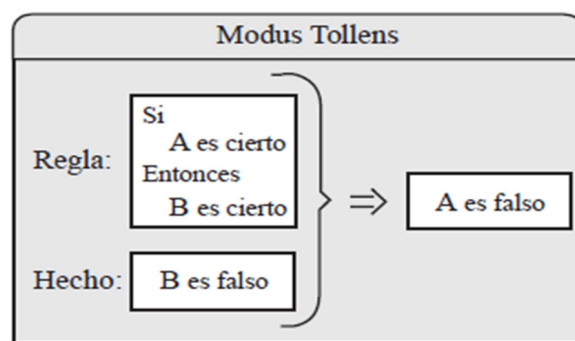 Modus Tollens
Regla:
Si
A es cierto
Entonces
B es cierto
Hecho:
B es falso
A es falso